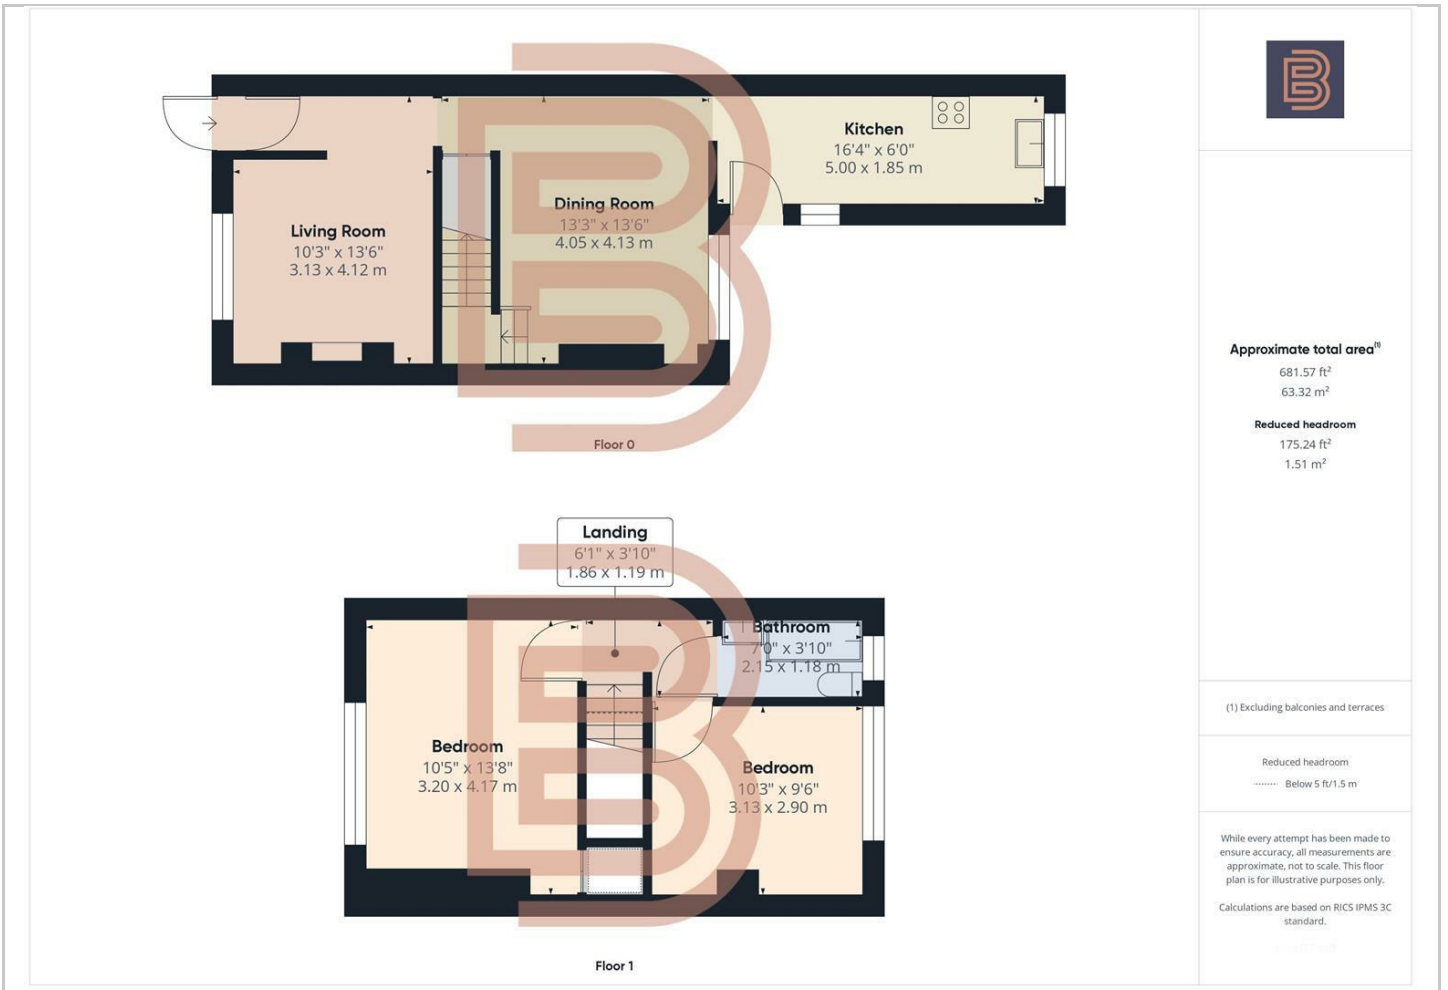 Kitchen
16'4" x 6'0"
5.00 x 1.85 m
Dining Room
13'3" x 13'6"
4.05 x 4.13 m
Living Room
10'3" x 13'6"
3.13 x 4.12 m
Floor 0
Landing
6'1" x 3'10"
1.86 x 1.19 m
Bathroom
7'0" x 3'10"
2.15 x 1.18 m
Bedroom
10'5" x 13'8"
3.20 x 4.17 m
Bedroom
10'3" x 9'6"
3.13 x 2.90 m
Floor 1
B
Approximate total area⁽¹⁾
681.57 ft²
63.32 m²
Reduced headroom
175.24 ft²
1.51 m²
(1) Excluding balconies and terraces
Reduced headroom
Below 5 ft/1.5 m
While every attempt has been made to
ensure accuracy, all measurements are
approximate, not to scale. This floor
plan is for illustrative purposes only.
Calculations are based on RICS IPMS 3C
standard.